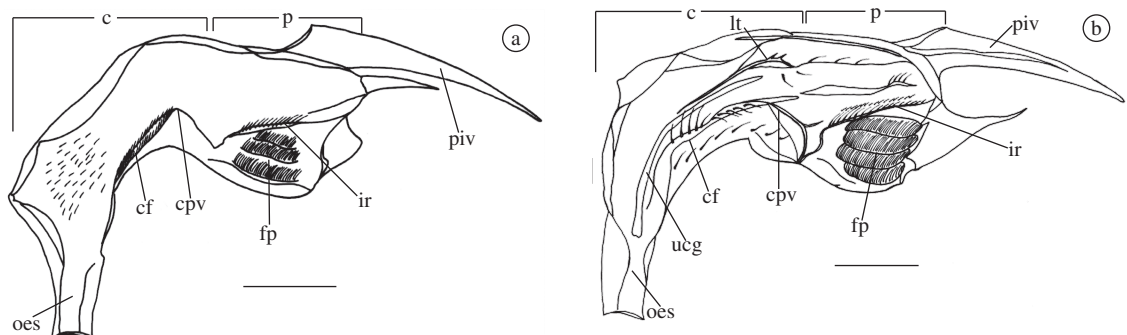 c p a
piv
cf cpv fp ir
oes
c p b
lt piv
ir
cf cpv
fp
ucg
oes